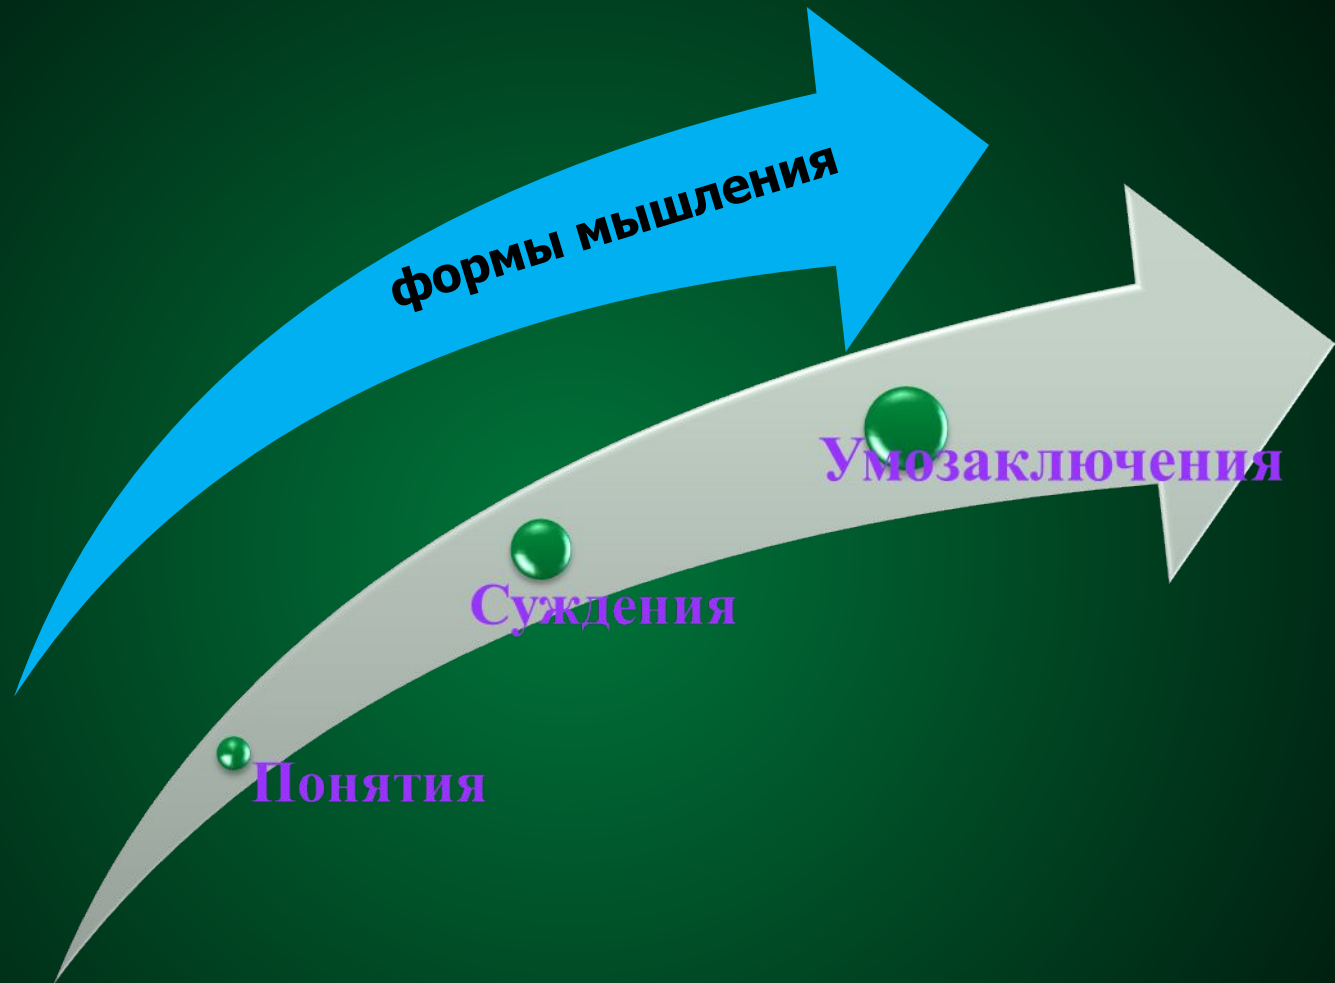 формы мышления
Умозаключения
Суждения
Понятия